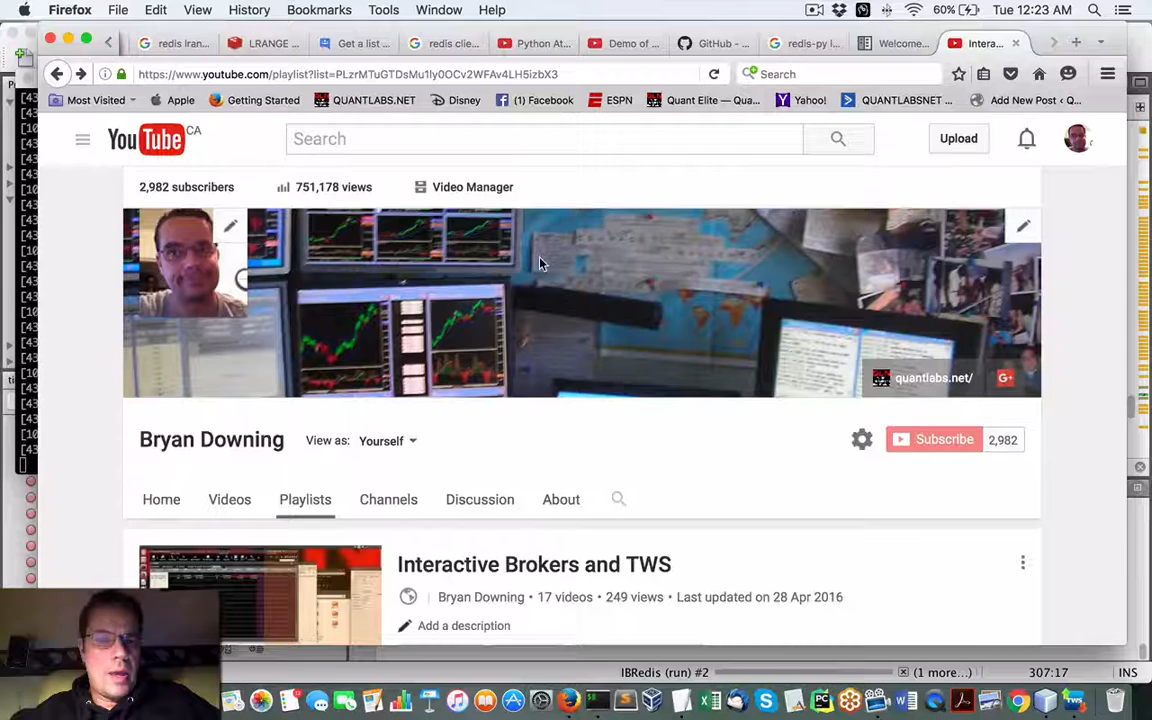 Firefox File Edit View History Bookmarks Tools Window Help 60% Tue 12:23 AM
redis lran... LRANGE ... Get a list ... redis clie... Python At... Demo of ... GitHub - ... redis-py l... Welcome... Intera...
https://www.youtube.com/playlist?list=PLzrMTuGTDsMu1Iy0OCv2WFAv4LH5izbX3 Search
Most Visited Apple Getting Started QUANTLABS.NET Disney (1) Facebook ESPN Quant Elite — Qua... Yahoo! QUANTLABSNET ... Add New Post ‹ Q...
YouTube CA Search Upload
2,982 subscribers 751,178 views Video Manager
quantlabs.net/ G+
Bryan Downing View as: Yourself Subscribe 2,982
Home Videos Playlists Channels Discussion About
Interactive Brokers and TWS
Bryan Downing • 17 videos • 249 views • Last updated on 28 Apr 2016
Add a description
IBRedis (run) #2 (1 more...) 307:17 INS